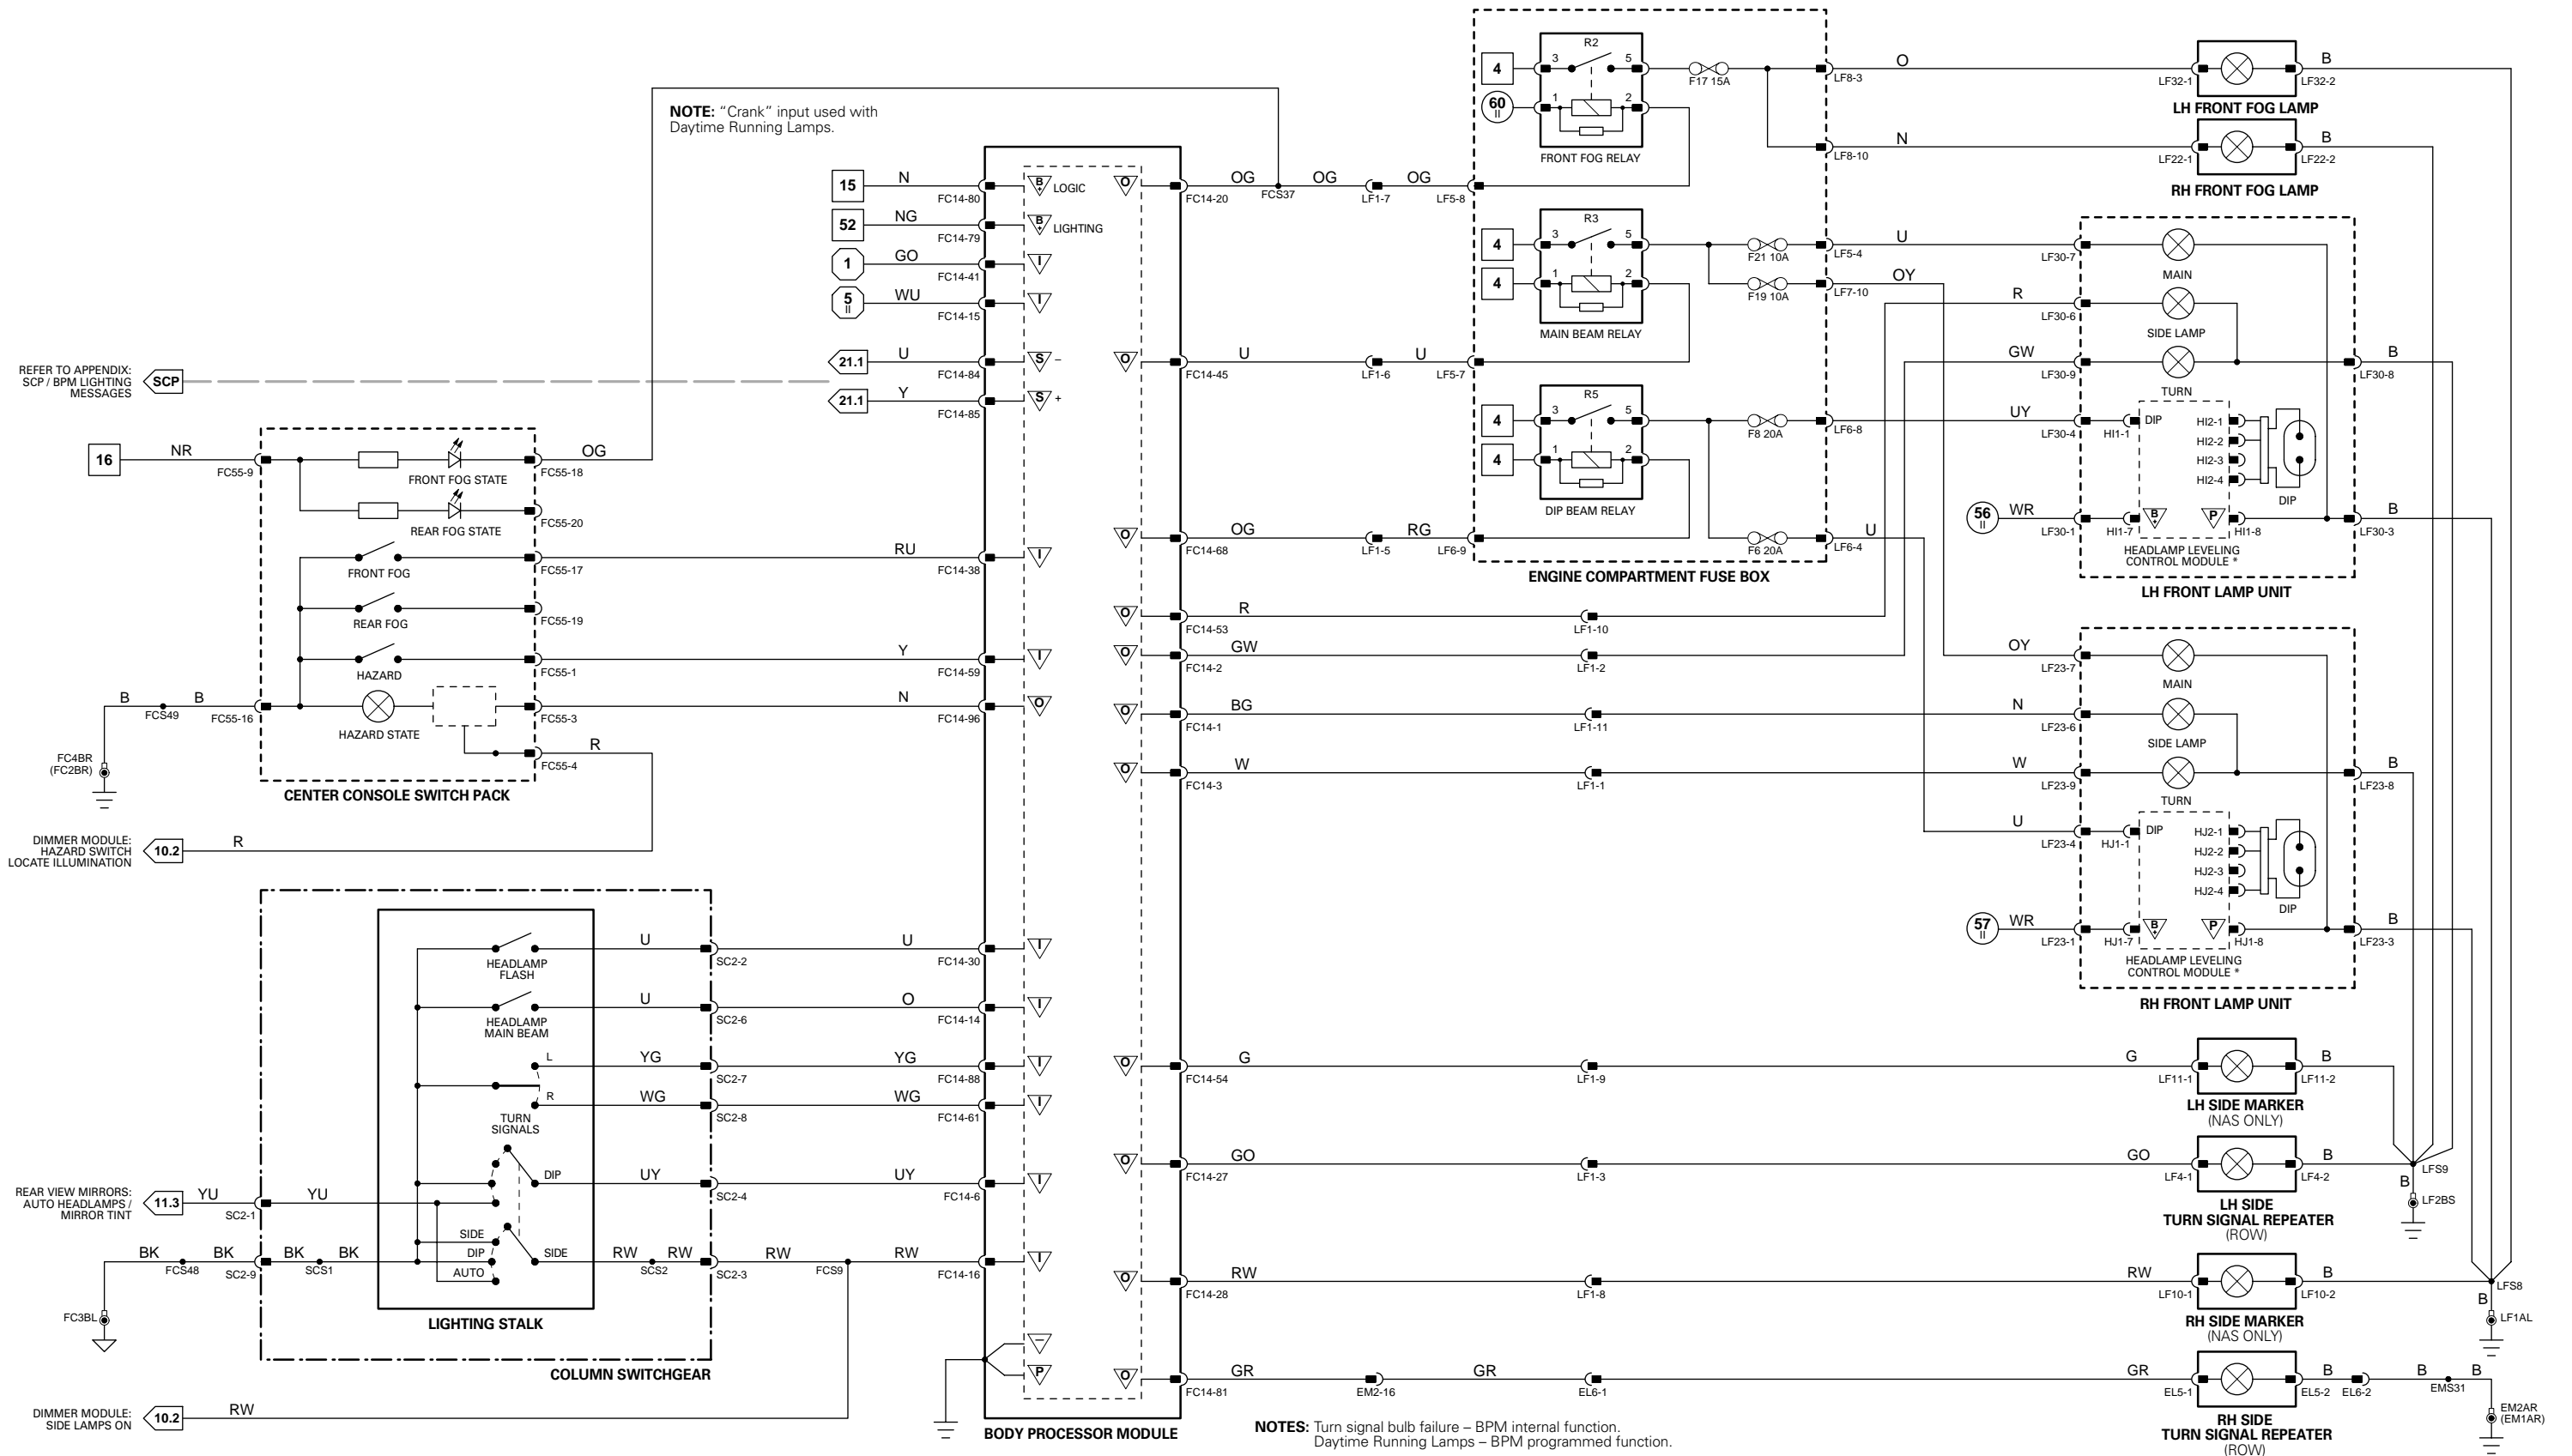 NOTE: “Crank” input used with
Daytime Running Lamps.
REFER TO APPENDIX:
SCP / BPM LIGHTING
MESSAGES
SCP
16
NR
FC55-9
FRONT FOG STATE
FC55-18
OG
REAR FOG STATE
FC55-20
FRONT FOG
FC55-17
RU
FC14-38
REAR FOG
FC55-19
HAZARD
FC55-1
Y
FC14-59
B
FCS49
B
FC55-16
HAZARD STATE
FC55-3
N
FC14-96
FC55-4
R
FC4BR
(FC2BR)
CENTER CONSOLE SWITCH PACK
DIMMER MODULE:
HAZARD SWITCH
LOCATE ILLUMINATION
10.2
R
HEADLAMP
FLASH
U
SC2-2
U
FC14-30
HEADLAMP
MAIN BEAM
U
SC2-6
O
FC14-14
L
YG
SC2-7
YG
FC14-88
R
WG
SC2-8
WG
FC14-61
TURN
SIGNALS
DIP
UY
SC2-4
UY
FC14-6
REAR VIEW MIRRORS:
AUTO HEADLAMPS /
MIRROR TINT
11.3
YU
SC2-1
YU
SIDE
DIP
AUTO
SIDE
BK
FCS48
BK
SC2-9
BK
SCS1
BK
RW
SCS2
RW
SC2-3
RW
FCS9
RW
FC14-16
FC3BL
LIGHTING STALK
COLUMN SWITCHGEAR
DIMMER MODULE:
SIDE LAMPS ON
10.2
RW
15
N
FC14-80
B+
LOGIC
52
NG
FC14-79
B+
LIGHTING
1
GO
FC14-41
I
5
II
WU
FC14-15
I
21.1
U
FC14-84
S –
21.1
Y
FC14-85
S +
I
I
O
I
I
I
I
I
I
–
P
BODY PROCESSOR MODULE
O
FC14-20
OG
FCS37
OG
LF1-7
OG
LF5-8
O
FC14-45
U
LF1-6
U
LF5-7
O
FC14-68
OG
LF1-5
RG
LF6-9
O
FC14-53
R
LF1-10
O
FC14-2
GW
LF1-2
O
FC14-1
BG
LF1-11
O
FC14-3
W
LF1-1
O
FC14-54
G
LF1-9
O
FC14-27
GO
LF1-3
O
FC14-28
RW
LF1-8
O
FC14-81
GR
EM2-16
GR
EL6-1
NOTES: Turn signal bulb failure – BPM internal function.
Daytime Running Lamps – BPM programmed function.
R2
4
3
5
60
II
1
2
FRONT FOG RELAY
F17 15A
LF8-3
O
LF8-10
N
R3
4
3
5
4
1
2
MAIN BEAM RELAY
F21 10A
LF5-4
U
F19 10A
LF7-10
OY
R5
4
3
5
4
1
2
DIP BEAM RELAY
F8 20A
LF6-8
F6 20A
LF6-4
U
ENGINE COMPARTMENT FUSE BOX
LF32-1
LF32-2
B
LH FRONT FOG LAMP
LF22-1
LF22-2
B
RH FRONT FOG LAMP
LF30-7
MAIN
R
LF30-6
SIDE LAMP
GW
LF30-9
TURN
LF30-8
B
UY
LF30-4
HI1-1
DIP
HI2-1
HI2-2
HI2-3
HI2-4
DIP
56
II
WR
LF30-1
HI1-7
B+
P
HI1-8
LF30-3
B
HEADLAMP LEVELING
CONTROL MODULE *
LH FRONT LAMP UNIT
OY
LF23-7
MAIN
N
LF23-6
SIDE LAMP
W
LF23-9
TURN
LF23-8
B
U
LF23-4
HJ1-1
DIP
HJ2-1
HJ2-2
HJ2-3
HJ2-4
DIP
57
II
WR
LF23-1
HJ1-7
B+
P
HJ1-8
LF23-3
B
HEADLAMP LEVELING
CONTROL MODULE *
RH FRONT LAMP UNIT
G
LF11-1
LF11-2
B
LH SIDE MARKER
(NAS ONLY)
GO
LF4-1
LF4-2
B
LFS9
B
LF2BS
LH SIDE
TURN SIGNAL REPEATER
(ROW)
RW
LF10-1
LF10-2
B
LFS8
B
LF1AL
RH SIDE MARKER
(NAS ONLY)
GR
EL5-1
EL5-2
B
EL6-2
B
EMS31
B
EM2AR
(EM1AR)
RH SIDE
TURN SIGNAL REPEATER
(ROW)